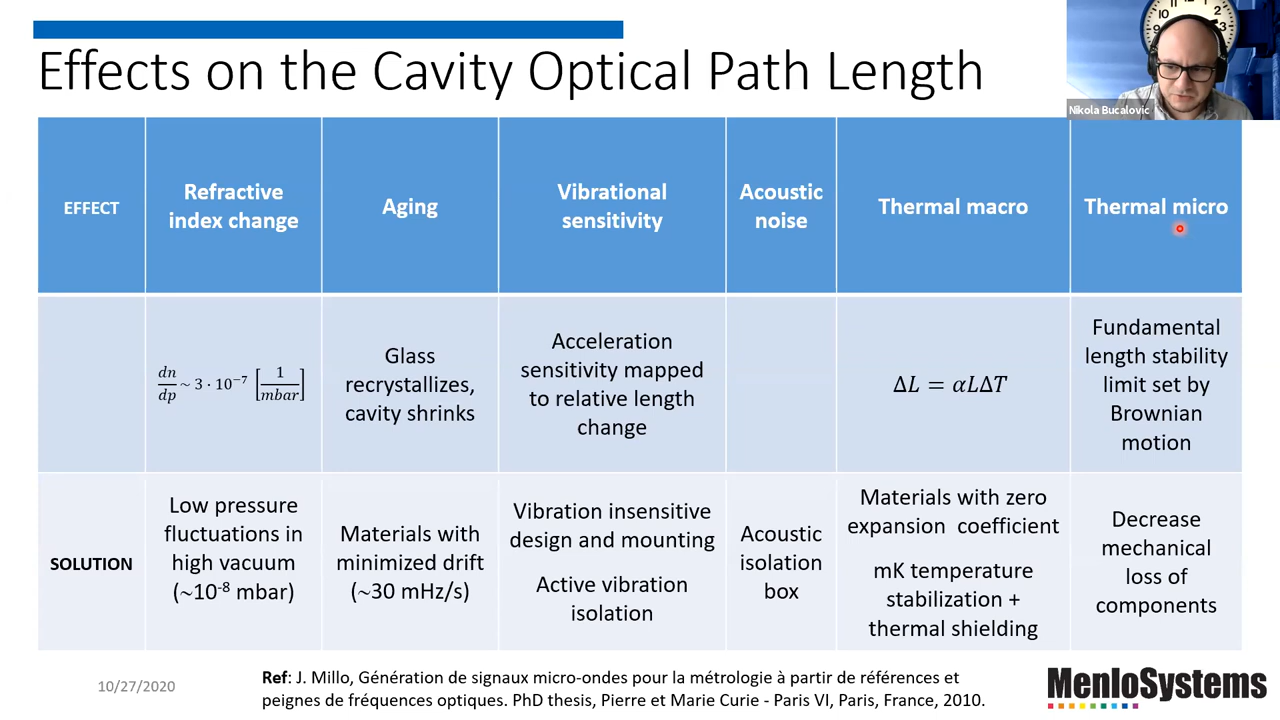 Effects on the Cavity Optical Path Length
Nikola Bucalovic
EFFECT
Refractive
index change
Aging
Vibrational
sensitivity
Acoustic
noise
Thermal macro
Thermal micro
dn/dp ~ 3 · 10⁻⁷ [1/mbar]
Glass
recrystallizes,
cavity shrinks
Acceleration
sensitivity mapped
to relative length
change
ΔL = αLΔT
Fundamental
length stability
limit set by
Brownian
motion
SOLUTION
Low pressure
fluctuations in
high vacuum
(~10⁻⁸ mbar)
Materials with
minimized drift
(~30 mHz/s)
Vibration insensitive
design and mounting
Active vibration
isolation
Acoustic
isolation
box
Materials with zero
expansion coefficient
mK temperature
stabilization +
thermal shielding
Decrease
mechanical
loss of
components
10/27/2020
Ref: J. Millo, Génération de signaux micro-ondes pour la métrologie à partir de références et
peignes de fréquences optiques. PhD thesis, Pierre et Marie Curie - Paris VI, Paris, France, 2010.
MenloSystems